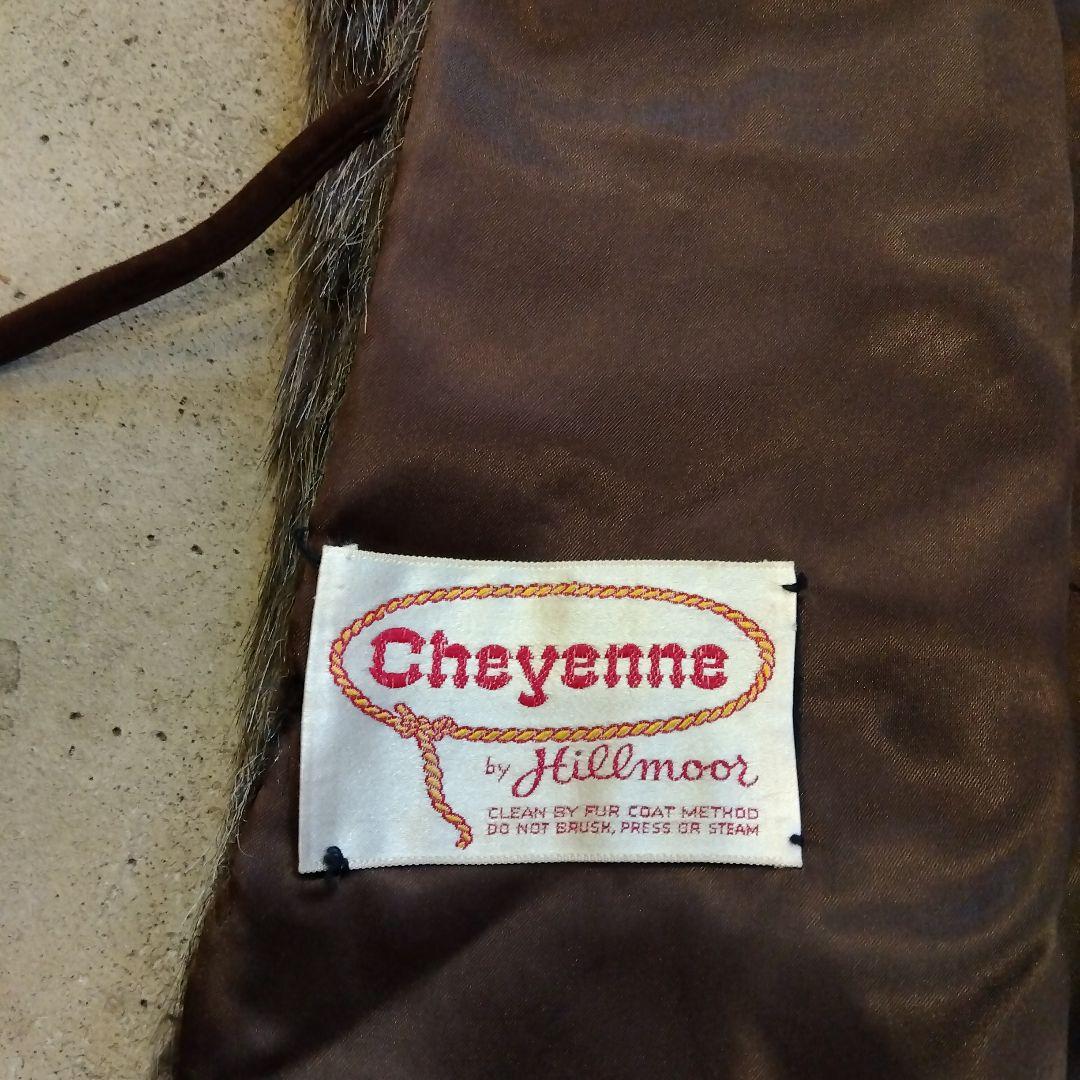 Cheyenne
by Hillmoor
CLEAN BY FUR COAT METHOD
DO NOT BRUSH, PRESS OR STEAM